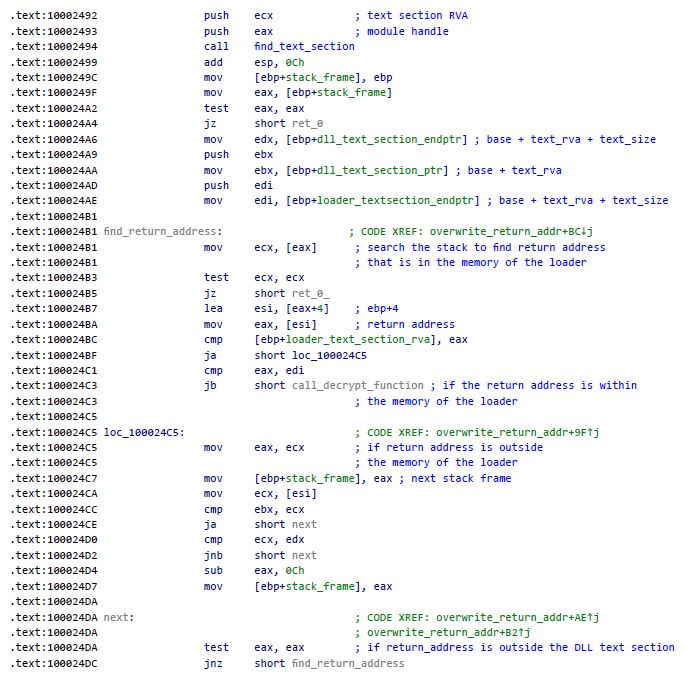 .text:10002492 push ecx ; text section RVA
.text:10002493 push eax ; module handle
.text:10002494 call find_text_section
.text:10002499 add esp, 0Ch
.text:1000249C mov [ebp+stack_frame], ebp
.text:1000249F mov eax, [ebp+stack_frame]
.text:100024A2 test eax, eax
.text:100024A4 jz short ret_0
.text:100024A6 mov edx, [ebp+dll_text_section_endptr] ; base + text_rva + text_size
.text:100024A9 push ebx
.text:100024AA mov ebx, [ebp+dll_text_section_ptr] ; base + text_rva
.text:100024AD push edi
.text:100024AE mov edi, [ebp+loader_textsection_endptr] ; base + text_rva + text_size
.text:100024B1
.text:100024B1 find_return_address: ; CODE XREF: overwrite_return_addr+BC↓j
.text:100024B1 mov ecx, [eax] ; search the stack to find return address
.text:100024B1 ; that is in the memory of the loader
.text:100024B3 test ecx, ecx
.text:100024B5 jz short ret_0_
.text:100024B7 lea esi, [eax+4] ; ebp+4
.text:100024BA mov eax, [esi] ; return address
.text:100024BC cmp [ebp+loader_text_section_rva], eax
.text:100024BF ja short loc_100024C5
.text:100024C1 cmp eax, edi
.text:100024C3 jb short call_decrypt_function ; if the return address is within
.text:100024C3 ; the memory of the loader
.text:100024C5
.text:100024C5 loc_100024C5: ; CODE XREF: overwrite_return_addr+9F↑j
.text:100024C5 mov eax, ecx ; if return address is outside
.text:100024C5 ; the memory of the loader
.text:100024C7 mov [ebp+stack_frame], eax ; next stack frame
.text:100024CA mov ecx, [esi]
.text:100024CC cmp ebx, ecx
.text:100024CE ja short next
.text:100024D0 cmp ecx, edx
.text:100024D2 jnb short next
.text:100024D4 sub eax, 0Ch
.text:100024D7 mov [ebp+stack_frame], eax
.text:100024DA
.text:100024DA next: ; CODE XREF: overwrite_return_addr+AE↑j
.text:100024DA ; overwrite_return_addr+B2↑j
.text:100024DA test eax, eax ; if return_address is outside the DLL text section
.text:100024DC jnz short find_return_address